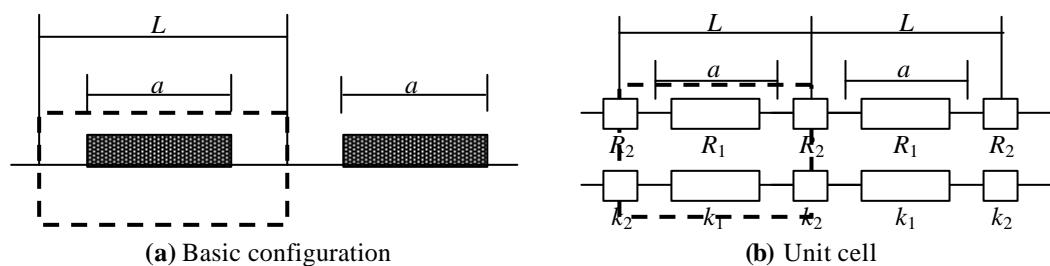 L
a
a
(a) Basic configuration
L
L
a
a
R₂
R₁
R₂
R₁
R₂
k₂
k₁
k₂
k₁
k₂
(b) Unit cell